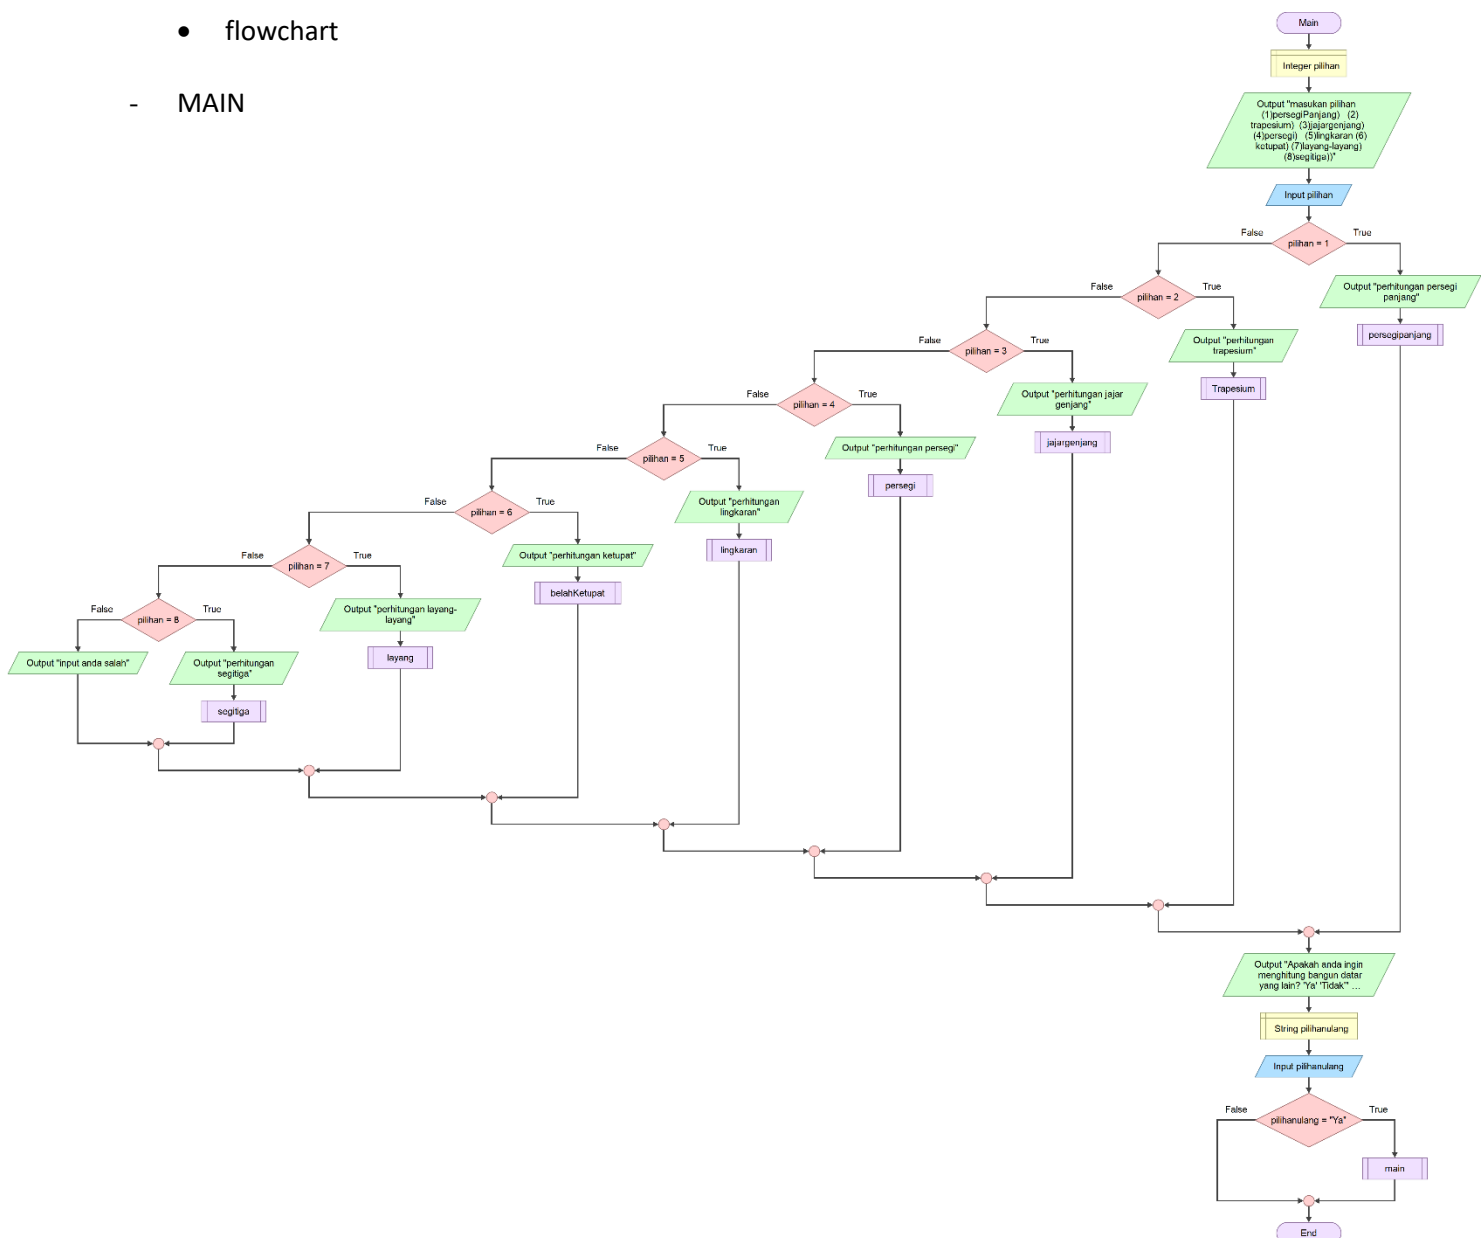 • flowchart
- MAIN
Main
Integer pilihan
Output "masukan pilihan
(1)persegiPanjang) (2)
trapesium) (3)jajargenjang)
(4)persegi) (5)lingkaran (6)
ketupat) (7)layang-layang)
(8)segitiga))"
Input pilihan
False
pilihan = 1
True
False
pilihan = 2
True
Output "perhitungan persegi
panjang"
persegipanjang
False
pilihan = 3
True
Output "perhitungan
trapesium"
Trapesium
False
pilihan = 4
True
Output "perhitungan jajar
genjang"
jajargenjang
False
pilihan = 5
True
Output "perhitungan persegi"
persegi
False
pilihan = 6
True
Output "perhitungan
lingkaran"
lingkaran
False
pilihan = 7
True
Output "perhitungan ketupat"
belahKetupat
False
pilihan = 8
True
Output "perhitungan layang-
layang"
layang
Output "input anda salah"
Output "perhitungan
segitiga"
segitiga
Output "Apakah anda ingin
menghitung bangun datar
yang lain? 'Ya' 'Tidak'" ...
String pilihanulang
Input pilihanulang
False
pilihanulang = "Ya"
True
main
End